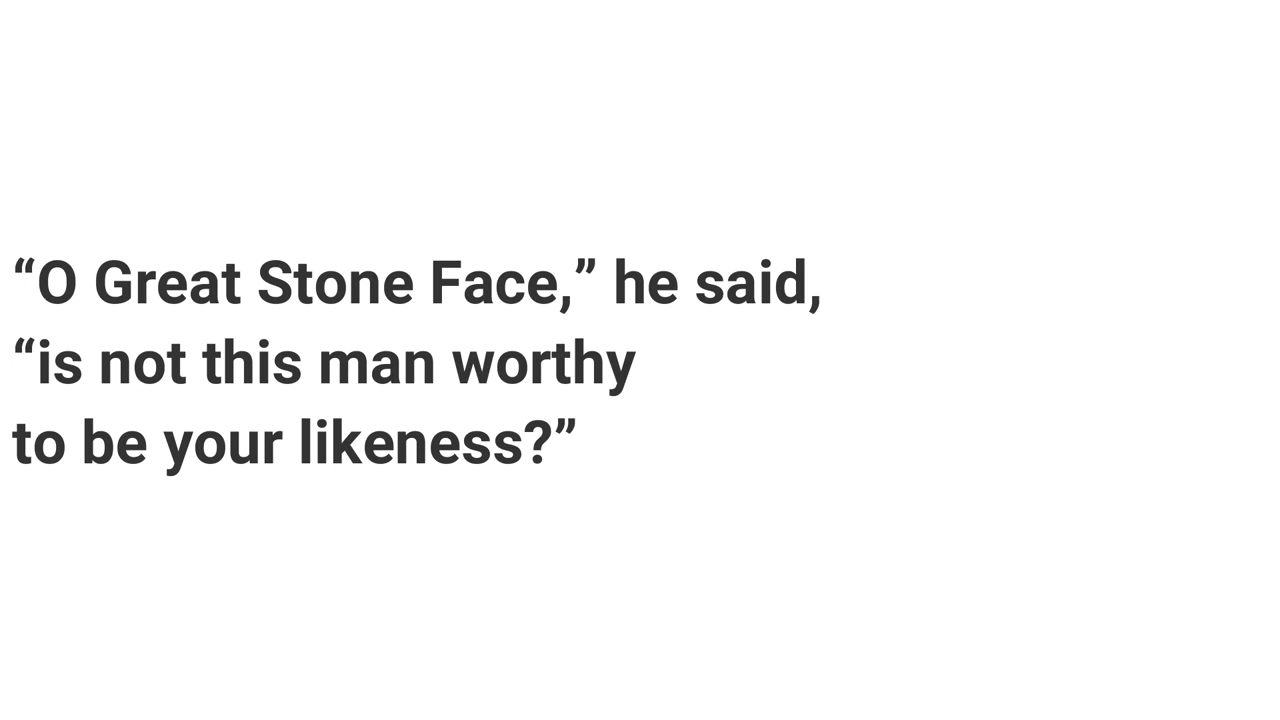 “O Great Stone Face,” he said,
“is not this man worthy
to be your likeness?”